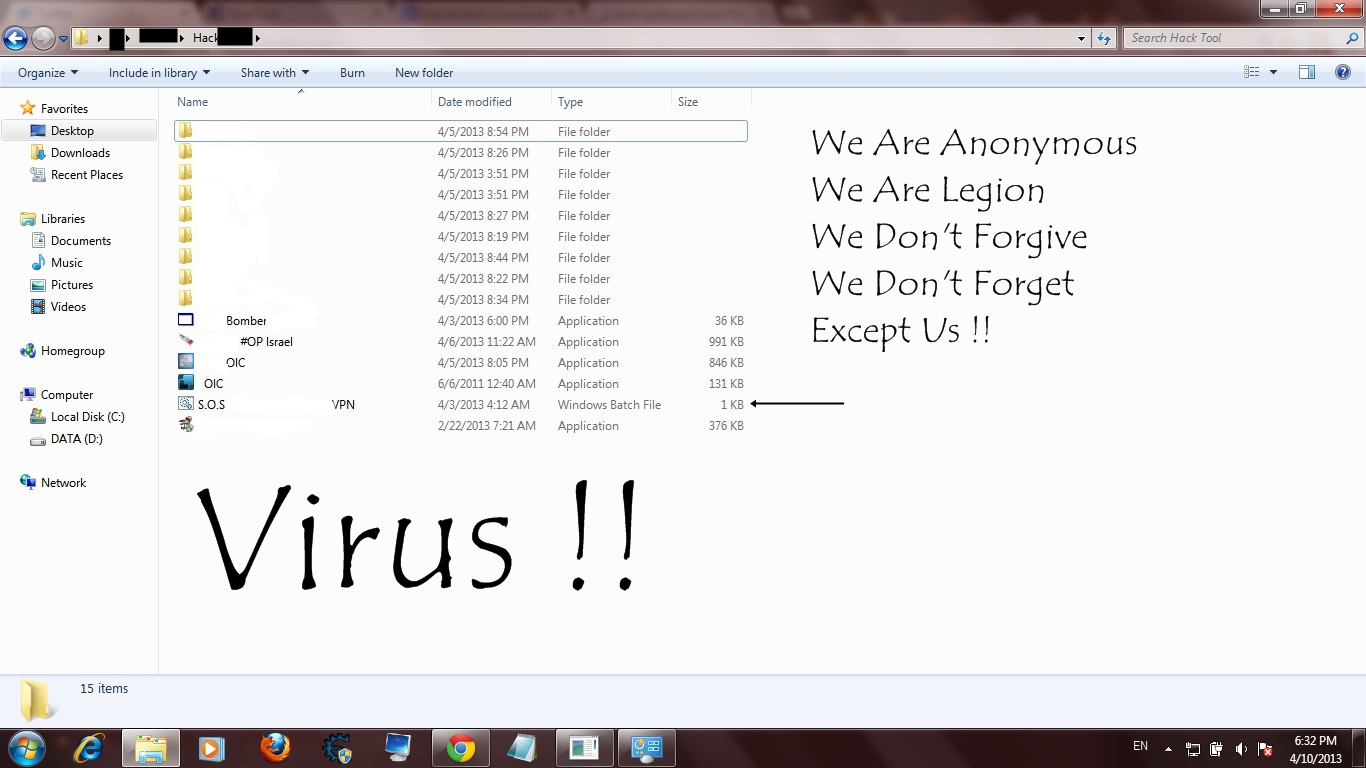 Hack
Search Hack Tool
Organize Include in library Share with Burn New folder
Name Date modified Type Size
Favorites
Desktop
Downloads
Recent Places
Libraries
Documents
Music
Pictures
Videos
Homegroup
Computer
Local Disk (C:)
DATA (D:)
Network
4/5/2013 8:54 PM File folder
4/5/2013 8:26 PM File folder
4/5/2013 3:51 PM File folder
4/5/2013 3:51 PM File folder
4/5/2013 8:27 PM File folder
4/5/2013 8:19 PM File folder
4/5/2013 8:44 PM File folder
4/5/2013 8:22 PM File folder
4/5/2013 8:34 PM File folder
Bomber 4/3/2013 6:00 PM Application 36 KB
#OP Israel 4/6/2013 11:22 AM Application 991 KB
OIC 4/5/2013 8:05 PM Application 846 KB
OIC 6/6/2011 12:40 AM Application 131 KB
S.O.S VPN 4/3/2013 4:12 AM Windows Batch File 1 KB
2/22/2013 7:21 AM Application 376 KB
We Are Anonymous
We Are Legion
We Don't Forgive
We Don't Forget
Except Us !!
Virus !!
15 items
EN
6:32 PM
4/10/2013